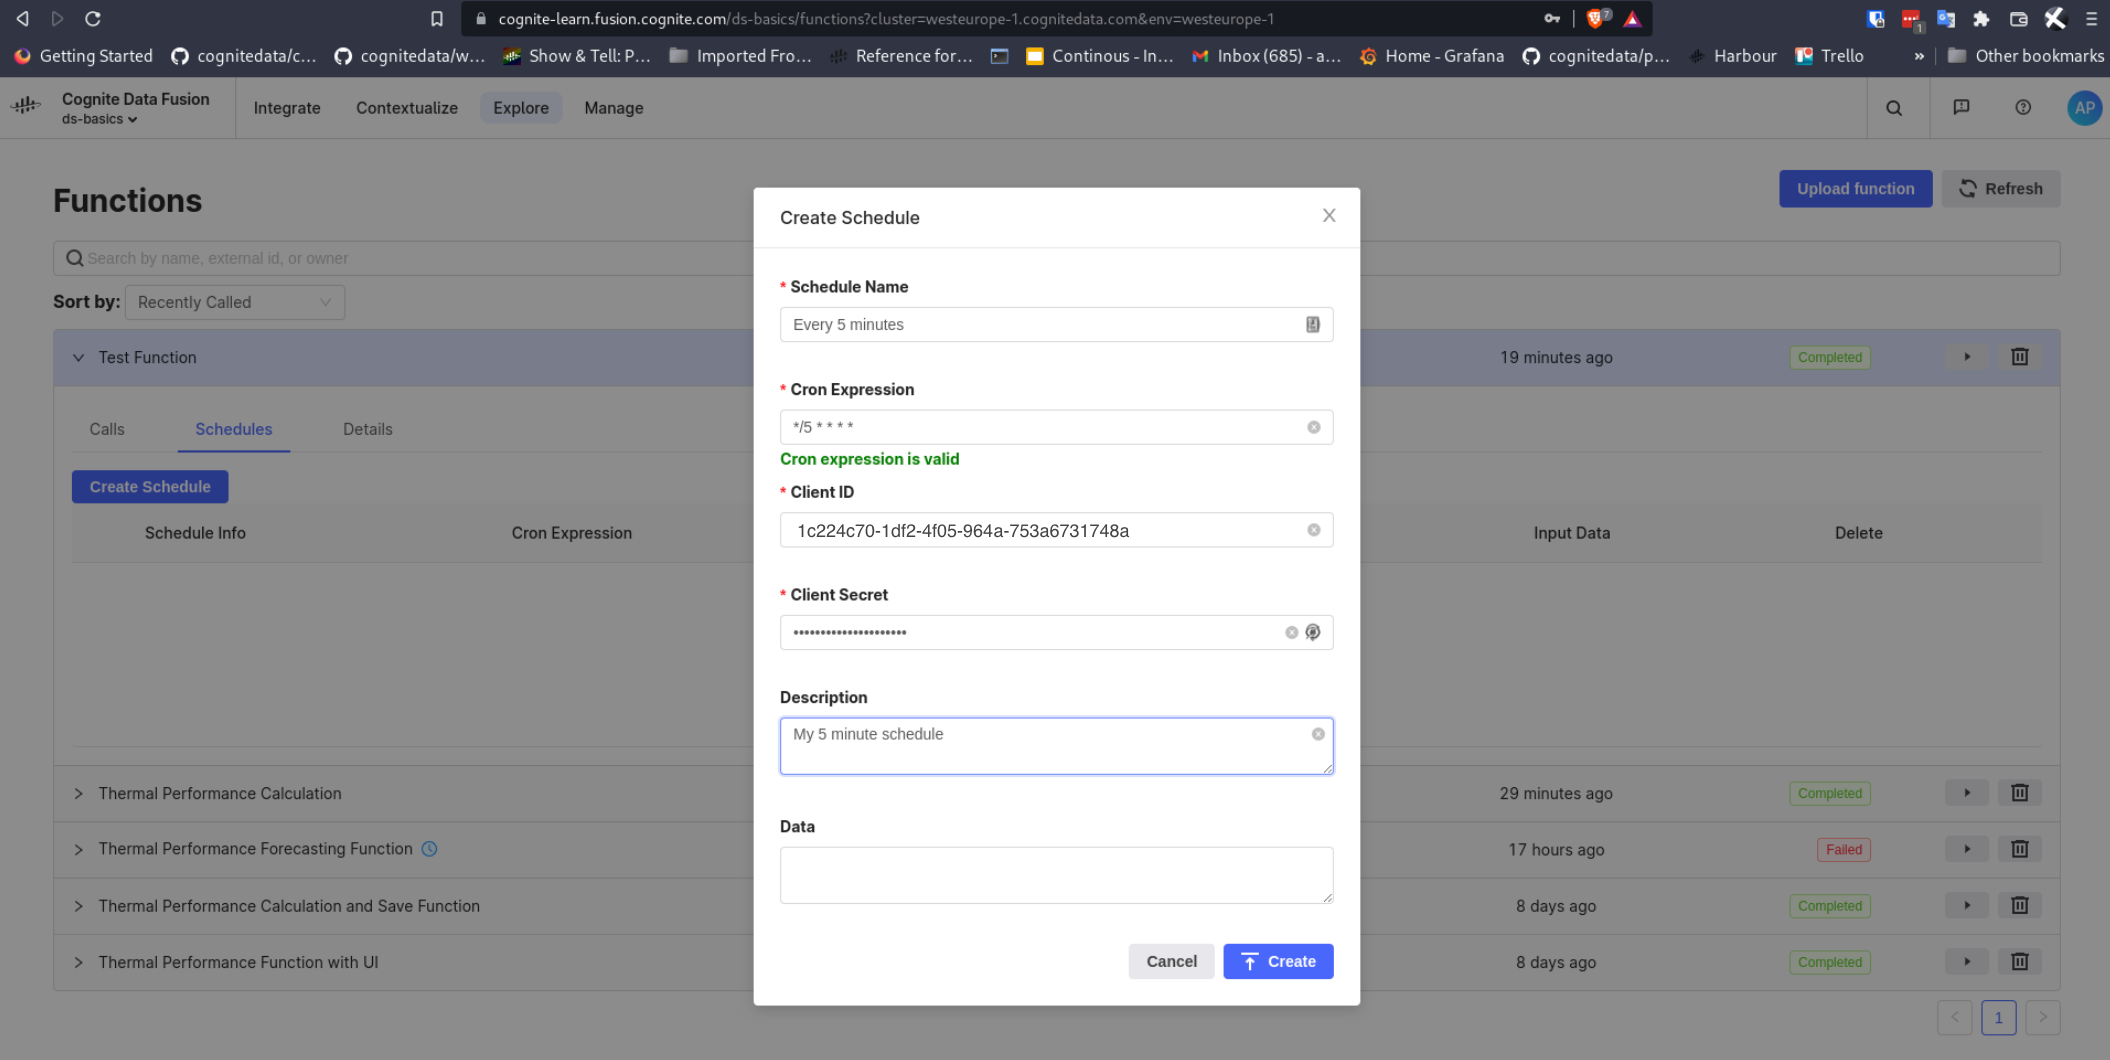 cognite-learn.fusion.cognite.com/ds-basics/functions?cluster=westeurope-1.cognitedata.com&env=westeurope-1
7
1
Getting Started cognitedata/c... cognitedata/w... Show & Tell: P... Imported Fro... Reference for... Continous - In... Inbox (685) - a... Home - Grafana cognitedata/p... Harbour Trello » Other bookmarks
Cognite Data Fusion
ds-basics
Integrate Contextualize Explore Manage
AP
Functions
Upload function Refresh
Search by name, external id, or owner
Sort by: Recently Called
Test Function 19 minutes ago Completed
Calls Schedules Details
Create Schedule
Schedule Info Cron Expression Input Data Delete
Thermal Performance Calculation 29 minutes ago Completed
Thermal Performance Forecasting Function 17 hours ago Failed
Thermal Performance Calculation and Save Function 8 days ago Completed
Thermal Performance Function with UI 8 days ago Completed
< 1 >
Create Schedule
* Schedule Name
Every 5 minutes
* Cron Expression
*/5 * * * *
Cron expression is valid
* Client ID
1c224c70-1df2-4f05-964a-753a6731748a
* Client Secret
•••••••••••••••••••••
Description
My 5 minute schedule
Data
Cancel Create